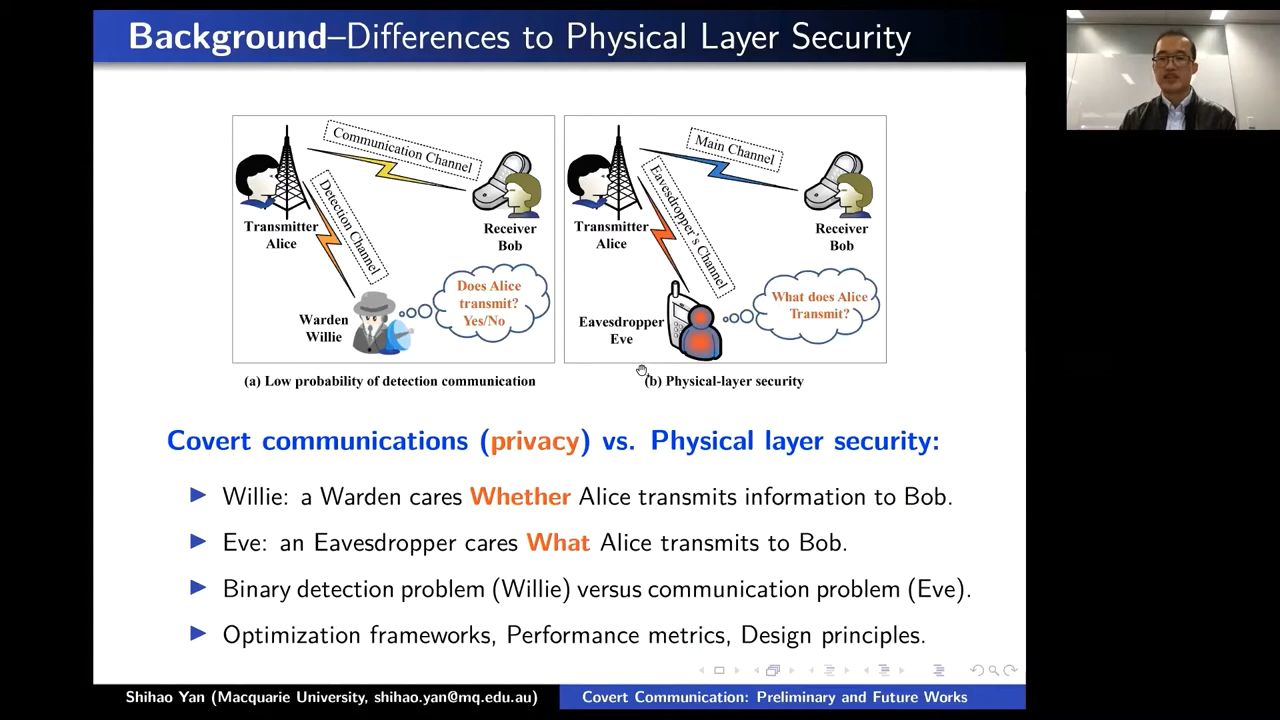 Background–Differences to Physical Layer Security
Communication Channel
Detection Channel
Transmitter
Alice
Receiver
Bob
Warden
Willie
Does Alice
transmit?
Yes/No
(a) Low probability of detection communication
Main Channel
Eavesdropper's Channel
Transmitter
Alice
Receiver
Bob
Eavesdropper
Eve
What does Alice
Transmit?
(b) Physical-layer security
Covert communications (privacy) vs. Physical layer security:
Willie: a Warden cares Whether Alice transmits information to Bob.
Eve: an Eavesdropper cares What Alice transmits to Bob.
Binary detection problem (Willie) versus communication problem (Eve).
Optimization frameworks, Performance metrics, Design principles.
Shihao Yan (Macquarie University, shihao.yan@mq.edu.au)
Covert Communication: Preliminary and Future Works